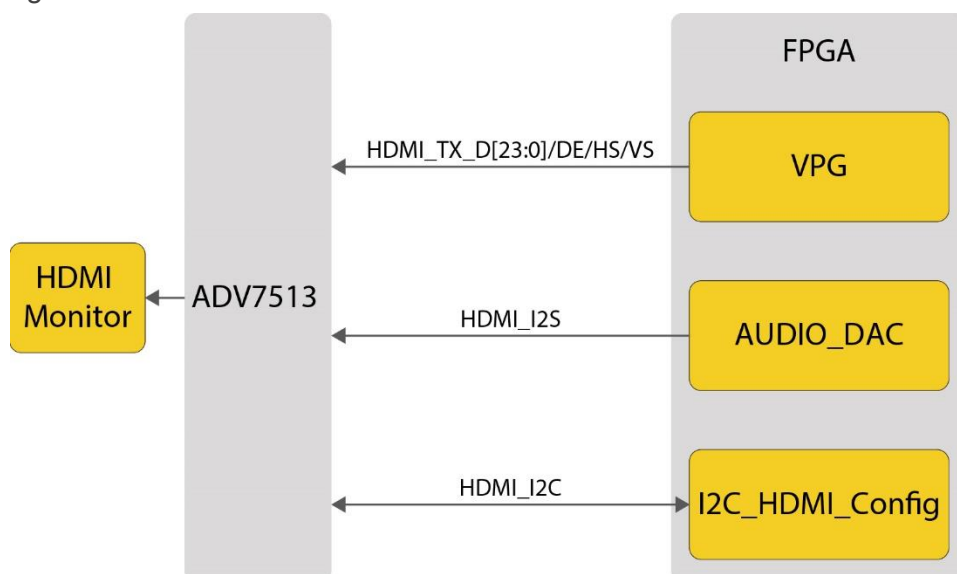 g
FPGA
HDMI_TX_D[23:0]/DE/HS/VS
VPG
HDMI
Monitor
ADV7513
HDMI_I2S
AUDIO_DAC
HDMI_I2C
I2C_HDMI_Config